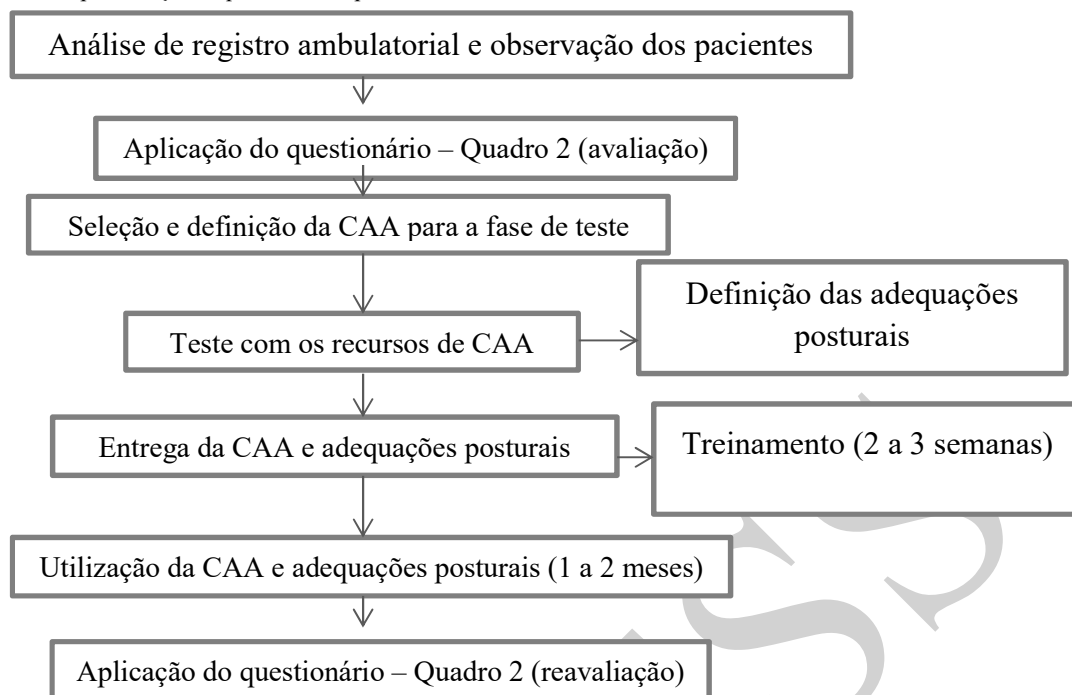 Análise de registro ambulatorial e observação dos pacientes
Aplicação do questionário – Quadro 2 (avaliação)
Seleção e definição da CAA para a fase de teste
Definição das adequações
posturais
Teste com os recursos de CAA
Entrega da CAA e adequações posturais
Treinamento (2 a 3 semanas)
Utilização da CAA e adequações posturais (1 a 2 meses)
Aplicação do questionário – Quadro 2 (reavaliação)